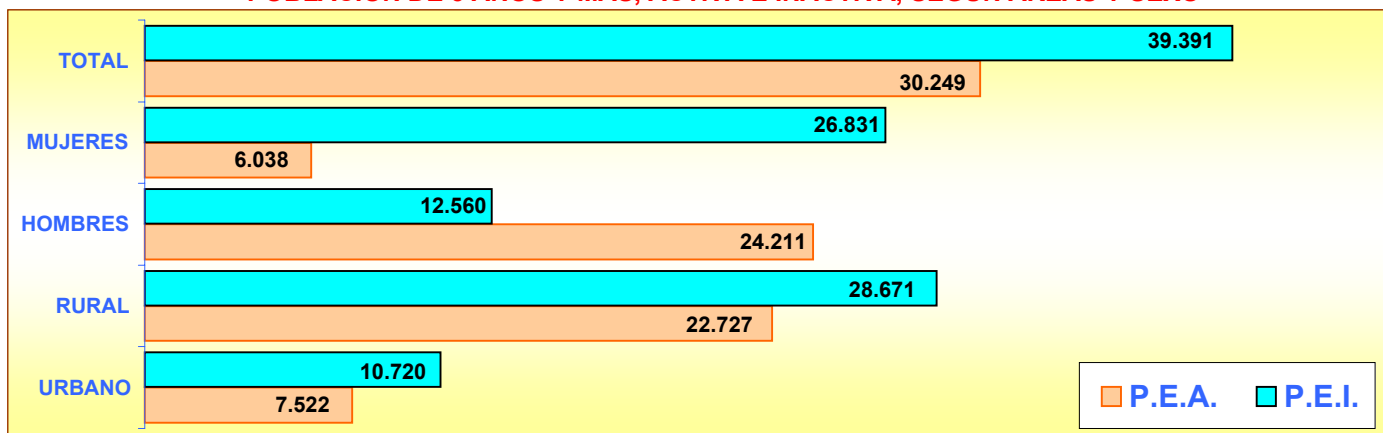 TOTAL
39.391
30.249
MUJERES
26.831
6.038
HOMBRES
12.560
24.211
RURAL
28.671
22.727
URBANO
10.720
7.522
P.E.A. P.E.I.